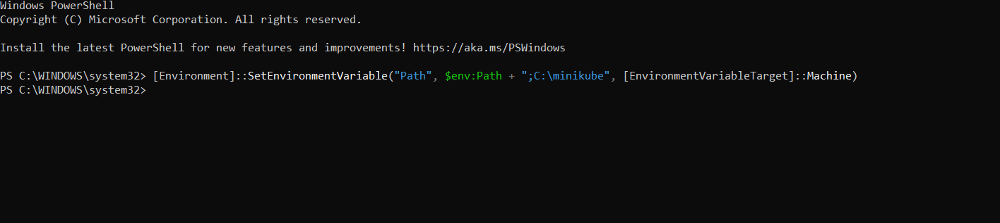 Windows PowerShell
Copyright (C) Microsoft Corporation. All rights reserved.
Install the latest PowerShell for new features and improvements! https://aka.ms/PSWindows
PS C:\WINDOWS\system32> [Environment]::SetEnvironmentVariable("Path", $env:Path + ";C:\minikube", [EnvironmentVariableTarget]::Machine)
PS C:\WINDOWS\system32>